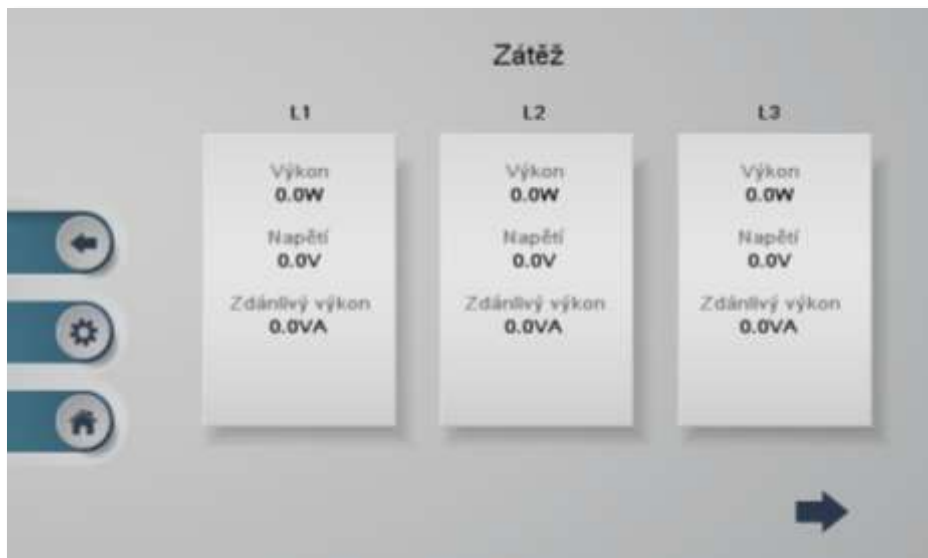 Zátěž
L1
Výkon
0.0W
Napětí
0.0V
Zdánlivý výkon
0.0VA
L2
Výkon
0.0W
Napětí
0.0V
Zdánlivý výkon
0.0VA
L3
Výkon
0.0W
Napětí
0.0V
Zdánlivý výkon
0.0VA